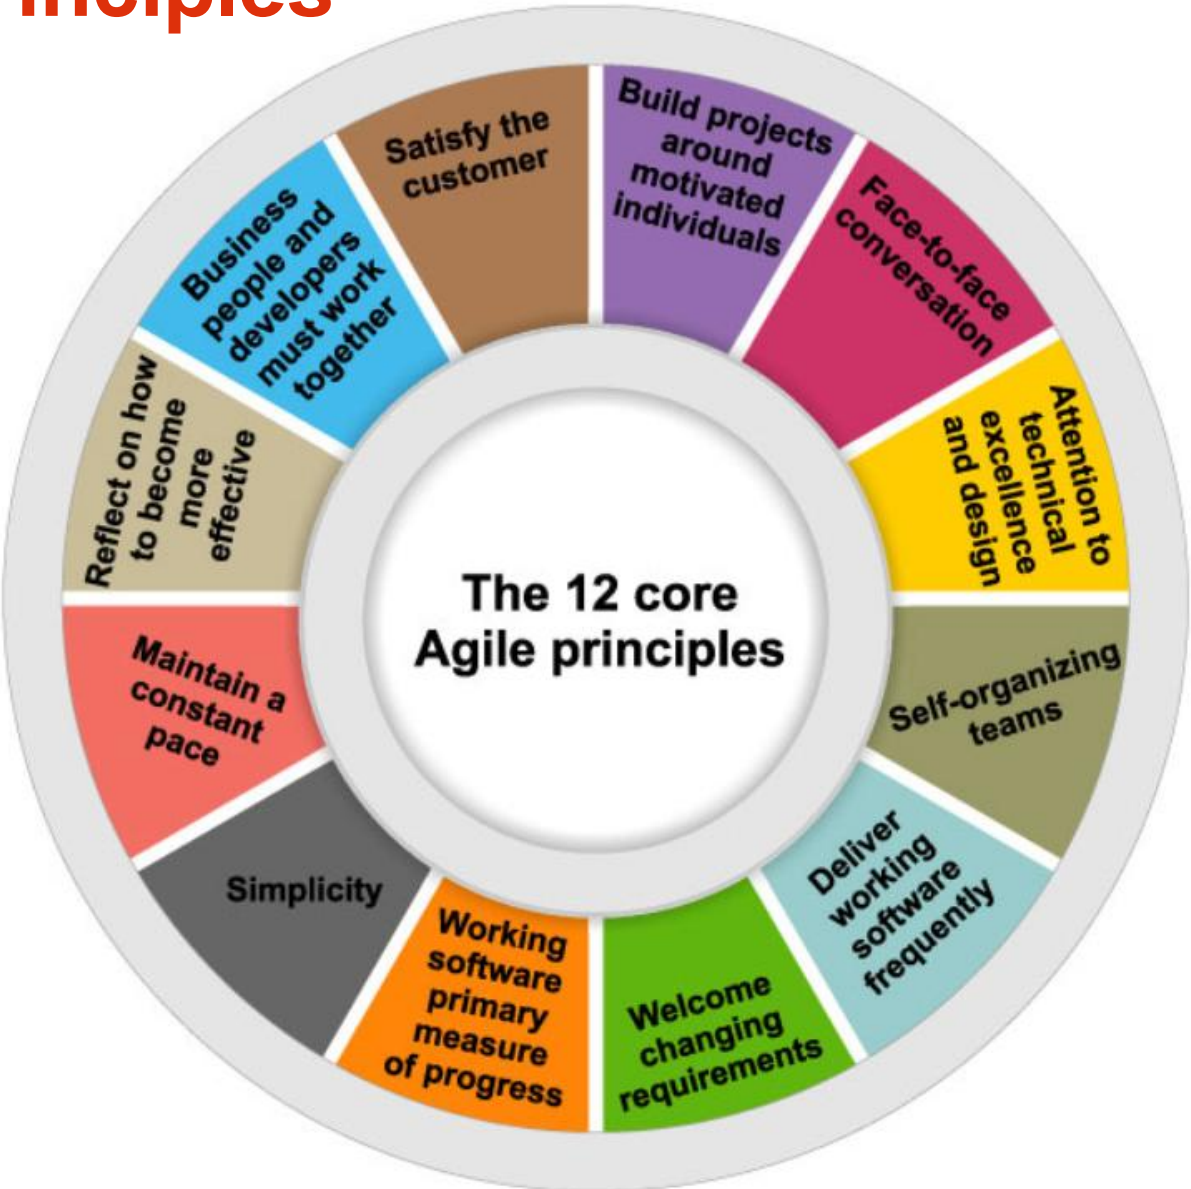 inciples
Satisfy the
customer
Build projects
around
motivated
individuals
Face-to-face
conversation
Attention to
technical
excellence
and design
Self-organizing
teams
Deliver
working
software
frequently
Welcome
changing
requirements
Working
software
primary
measure
of progress
Simplicity
Maintain a
constant
pace
Reflect on how
to become
more
effective
Business
people and
developers
must work
together
The 12 core
Agile principles